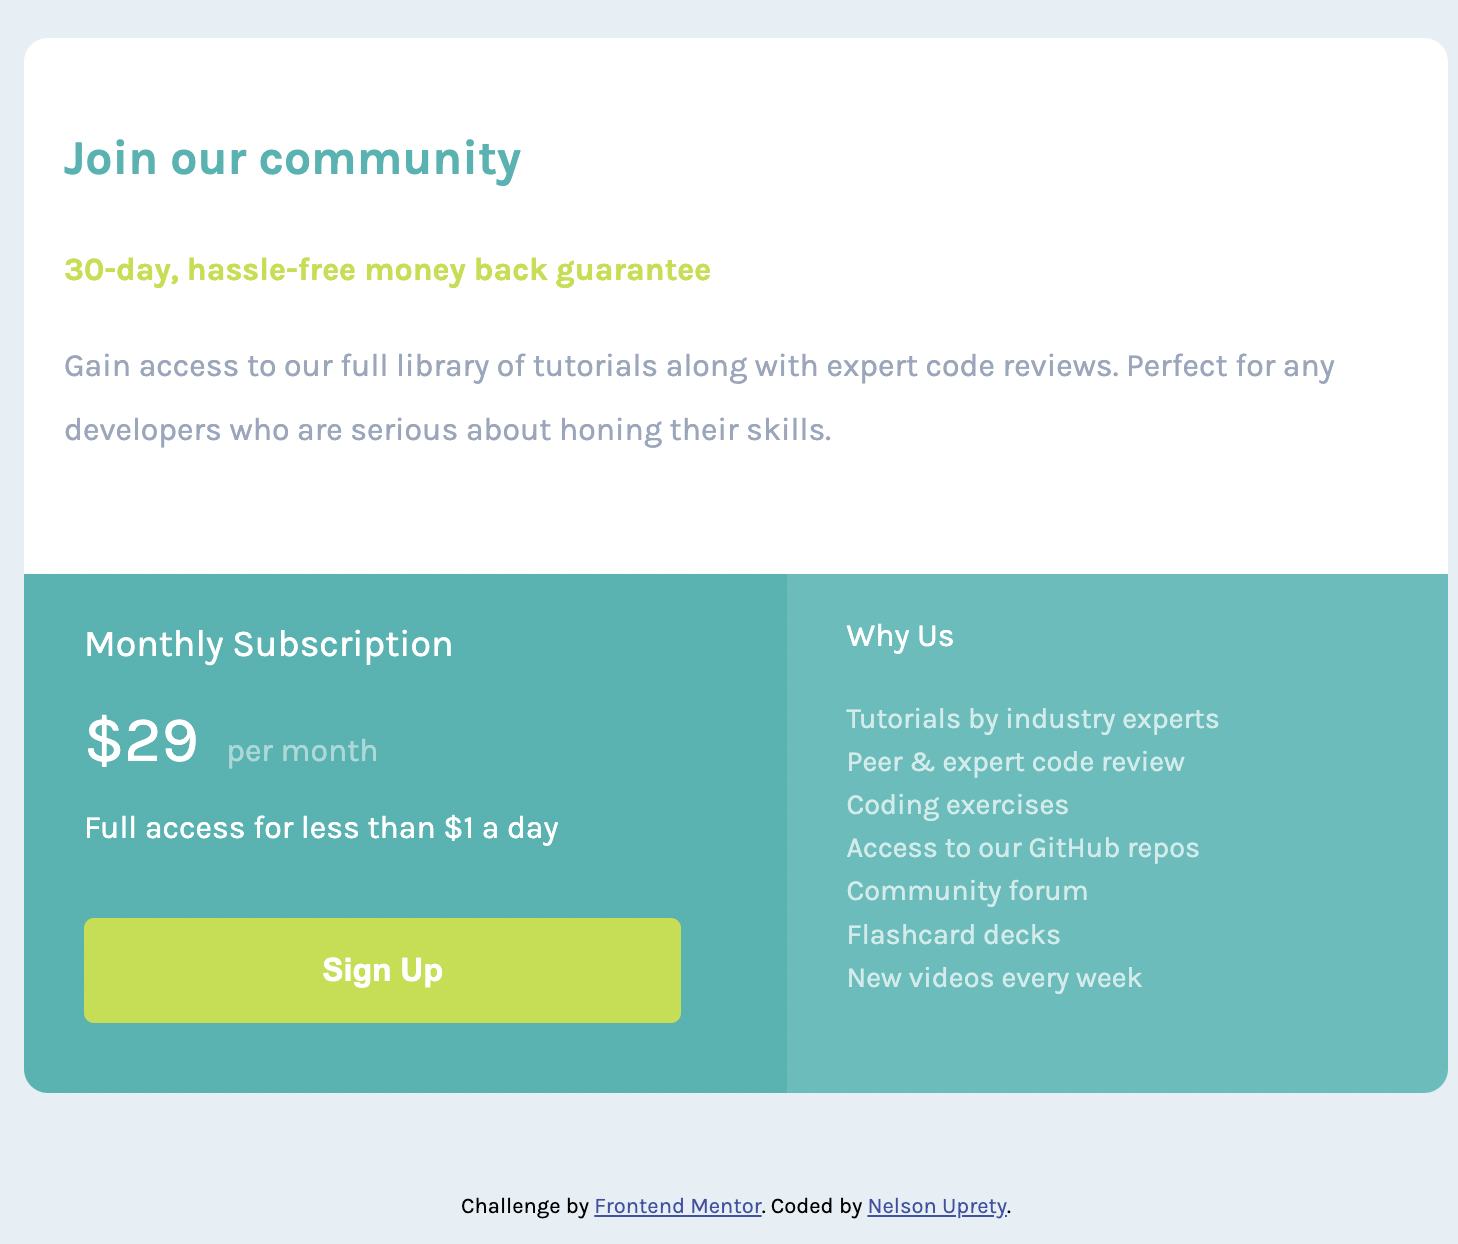 Join our community
30-day, hassle-free money back guarantee
Gain access to our full library of tutorials along with expert code reviews. Perfect for any
developers who are serious about honing their skills.
Monthly Subscription
$29 per month
Full access for less than $1 a day
Sign Up
Why Us
Tutorials by industry experts
Peer & expert code review
Coding exercises
Access to our GitHub repos
Community forum
Flashcard decks
New videos every week
Challenge by Frontend Mentor. Coded by Nelson Uprety.